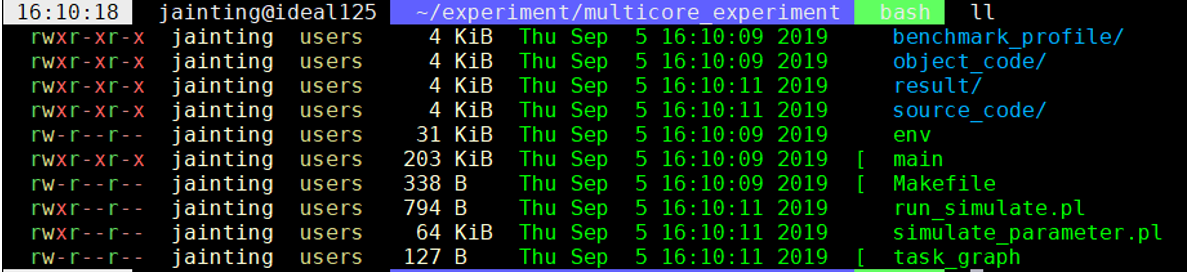 16:10:18 jainting@ideal125 ~/experiment/multicore_experiment bash ll
rwxr-xr-x jainting users 4 KiB Thu Sep 5 16:10:09 2019 benchmark_profile/
rwxr-xr-x jainting users 4 KiB Thu Sep 5 16:10:09 2019 object_code/
rwxr-xr-x jainting users 4 KiB Thu Sep 5 16:10:11 2019 result/
rwxr-xr-x jainting users 4 KiB Thu Sep 5 16:10:11 2019 source_code/
rw-r--r-- jainting users 31 KiB Thu Sep 5 16:10:09 2019 env
rwxr-xr-x jainting users 203 KiB Thu Sep 5 16:10:09 2019 [ main
rw-r--r-- jainting users 338 B Thu Sep 5 16:10:09 2019 [ Makefile
rwxr--r-- jainting users 794 B Thu Sep 5 16:10:11 2019 run_simulate.pl
rwxr--r-- jainting users 64 KiB Thu Sep 5 16:10:11 2019 simulate_parameter.pl
rw-r--r-- jainting users 127 B Thu Sep 5 16:10:11 2019 [ task_graph